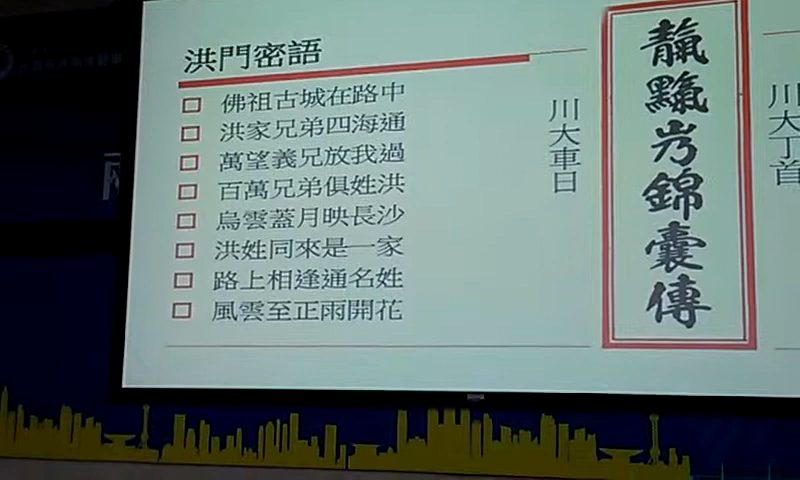 洪門密語
佛祖古城在路中
洪家兄弟四海通
萬望義兄放我過
百萬兄弟俱姓洪
烏雲蓋月映長沙
洪姓同來是一家
路上相逢通名姓
風雲至正雨開花
川大車日
錦囊傳
川大丁首